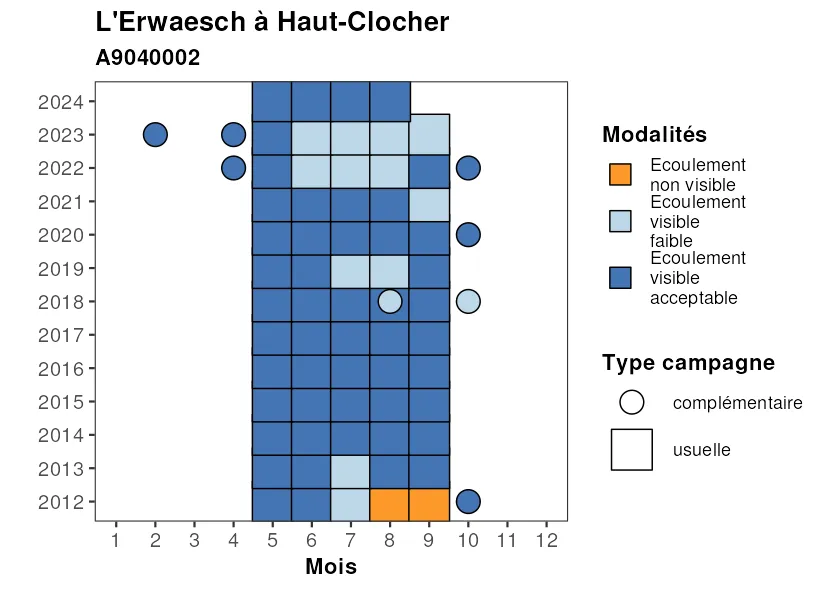 L'Erwaesch à Haut-Clocher
A9040002
2024
2023
2022
2021
2020
2019
2018
2017
2016
2015
2014
2013
2012
1 2 3 4 5 6 7 8 9 10 11 12
Mois
Modalités
Ecoulement
non visible
Ecoulement
visible
faible
Ecoulement
visible
acceptable
Type campagne
complémentaire
usuelle